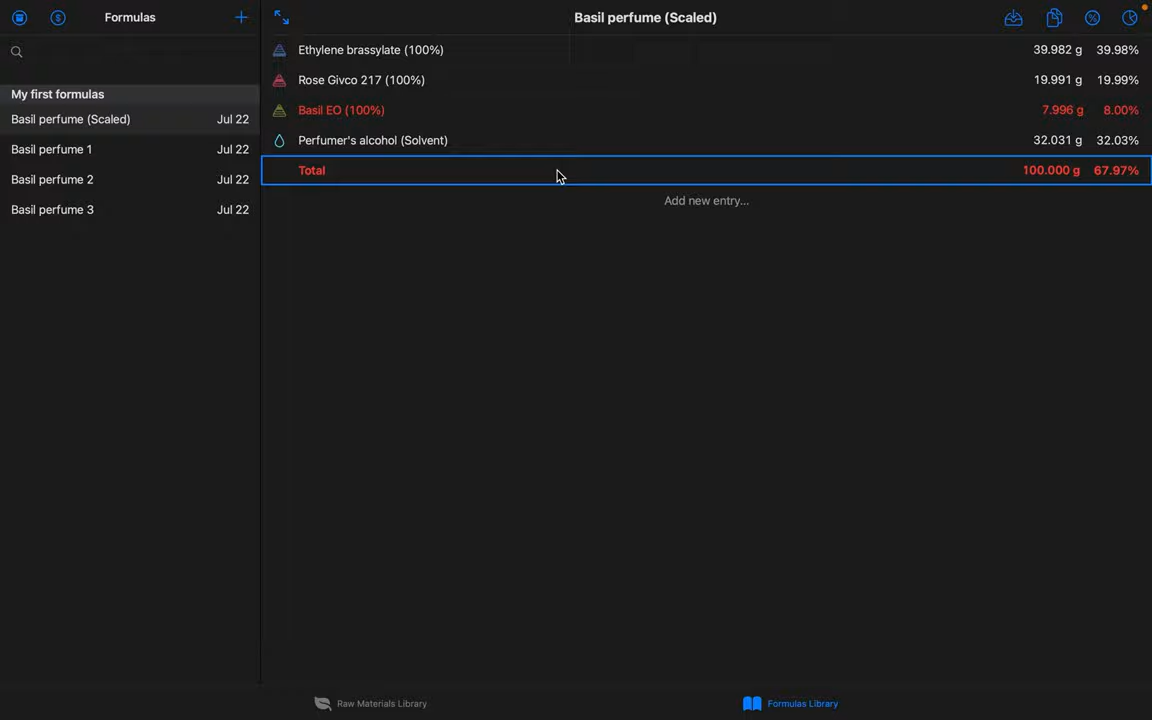 Formulas
My first formulas
Basil perfume (Scaled) Jul 22
Basil perfume 1 Jul 22
Basil perfume 2 Jul 22
Basil perfume 3 Jul 22
Basil perfume (Scaled)
Ethylene brassylate (100%) 39.982 g 39.98%
Rose Givco 217 (100%) 19.991 g 19.99%
Basil EO (100%) 7.996 g 8.00%
Perfumer's alcohol (Solvent) 32.031 g 32.03%
Total 100.000 g 67.97%
Add new entry...
Raw Materials Library
Formulas Library